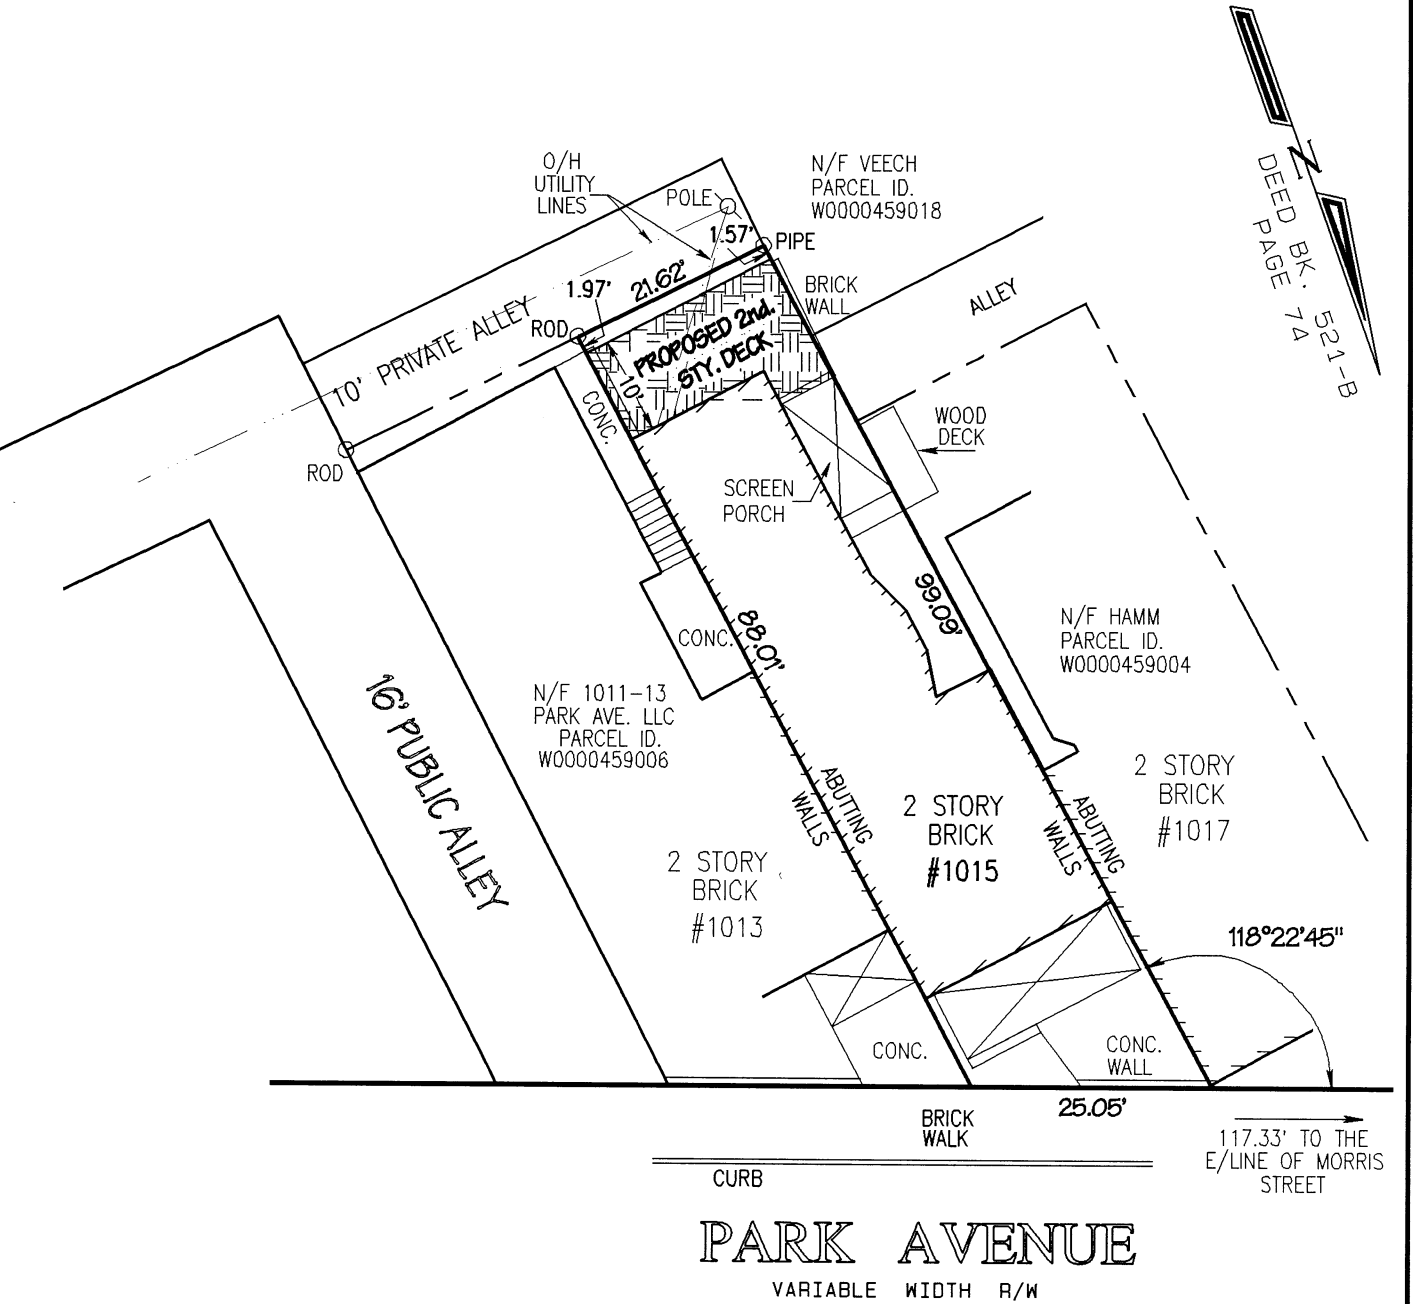 O/H
UTILITY
LINES
POLE
N/F VEECH
PARCEL ID.
W0000459018
N
DEED BK. 521-B
PAGE 74
1.57'
PIPE
BRICK
WALL
ALLEY
1.97'
21.62'
ROD
10' PRIVATE ALLEY
PROPOSED 2nd.
STY. DECK
10'
CONC.
WOOD
DECK
ROD
SCREEN
PORCH
99.09'
N/F HAMM
PARCEL ID.
W0000459004
CONC.
88.01'
16' PUBLIC ALLEY
N/F 1011-13
PARK AVE. LLC
PARCEL ID.
W0000459006
ABUTTING
WALLS
2 STORY
BRICK
#1015
ABUTTING
WALLS
2 STORY
BRICK
#1017
2 STORY
BRICK
#1013
118°22'45"
CONC.
CONC.
WALL
25.05'
BRICK
WALK
117.33' TO THE
E/LINE OF MORRIS
STREET
CURB
PARK AVENUE
VARIABLE WIDTH R/W